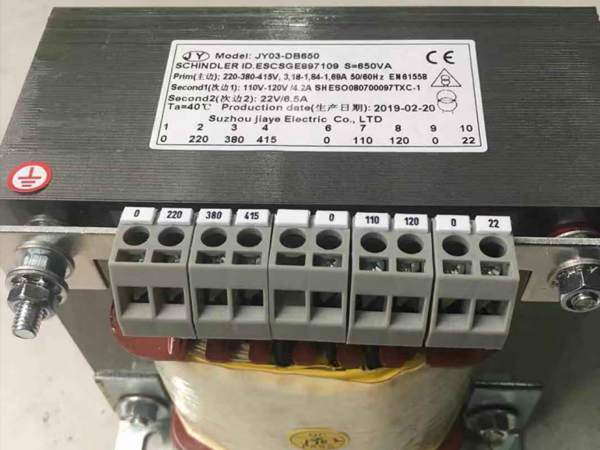 JY Model: JY03-DB650
SCHINDLER ID.ESCSGE897109 S=650VA
Prim(主边): 220-380-415V, 3,18-1,84-1,69A 50/60Hz EN61558
Second1(次边1): 110V-120V/4.2A SHESO080700097TXC-1
Second2(次边2): 22V/6.5A
Ta=40℃ Production date(生产日期): 2019-02-20
Suzhou jiaye Electric Co., LTD
CE
1 2 3 4 6 7 8 9 10
0 220 380 415 0 110 120 0 22
0 220 380 415 0 110 120 0 22